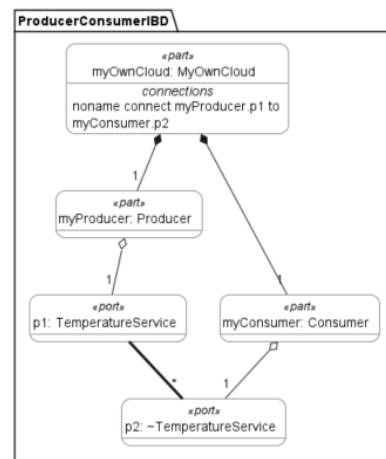 ProducerConsumerIBD
«part»
myOwnCloud: MyOwnCloud
connections
noname connect myProducer.p1 to
myConsumer.p2
1
«part»
myProducer: Producer
1
1
«port»
p1: TemperatureService
«part»
myConsumer: Consumer
*
1
«port»
p2: ~TemperatureService